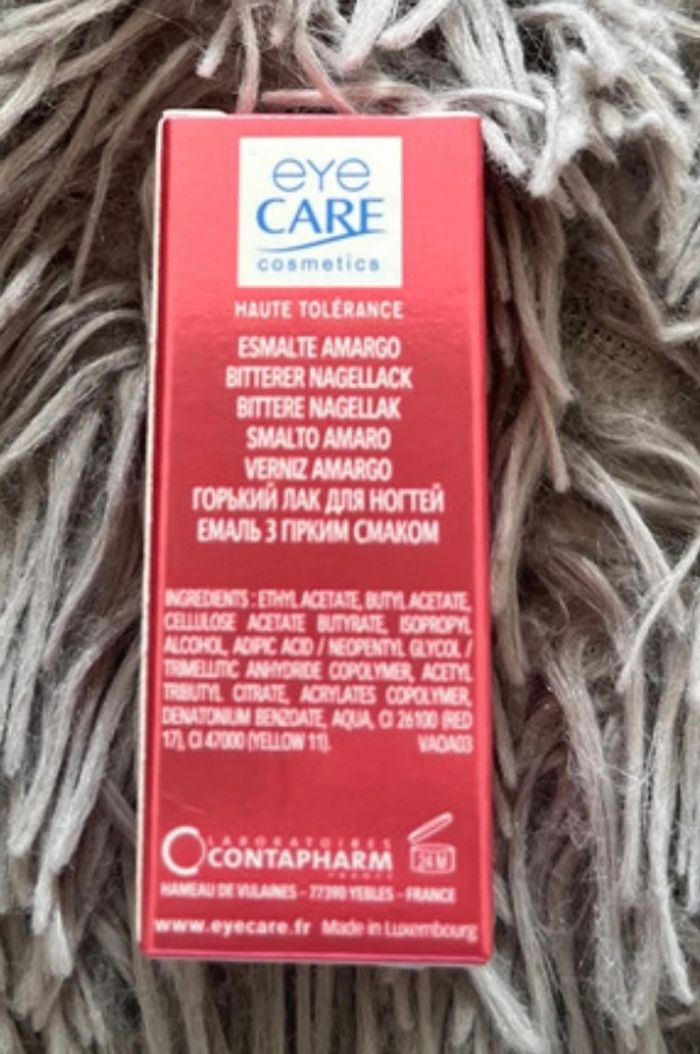 eye
CARE
cosmetics
HAUTE TOLÉRANCE
ESMALTE AMARGO
BITTERER NAGELLACK
BITTERE NAGELLAK
SMALTO AMARO
VERNIZ AMARGO
ГОРЬКИЙ ЛАК ДЛЯ НОГТЕЙ
ЕМАЛЬ З ГІРКИМ СМАКОМ
INGREDIENTS : ETHYL ACETATE, BUTYL ACETATE,
CELLULOSE ACETATE BUTYRATE, ISOPROPYL
ALCOHOL, ADIPIC ACID / NEOPENTYL GLYCOL /
TRIMELLITIC ANHYDRIDE COPOLYMER, ACETYL
TRIBUTYL CITRATE, ACRYLATES COPOLYMER,
DENATONIUM BENZOATE, AQUA, CI 26100 (RED
17), CI 47000 (YELLOW 11). VAOA03
LABORATOIRES
CONTAPHARM
FRANCE
24 M
HAMEAU DE VULAINES - 77390 YEBLES - FRANCE
www.eyecare.fr Made in Luxembourg